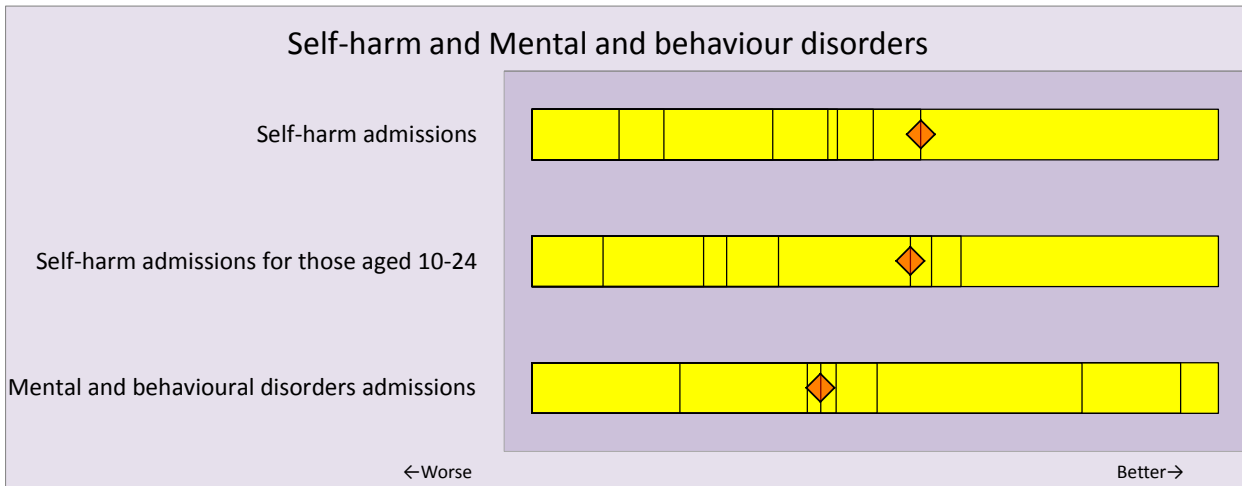 Self-harm and Mental and behaviour disorders
Self-harm admissions
Self-harm admissions for those aged 10-24
Mental and behavioural disorders admissions
←Worse
Better→